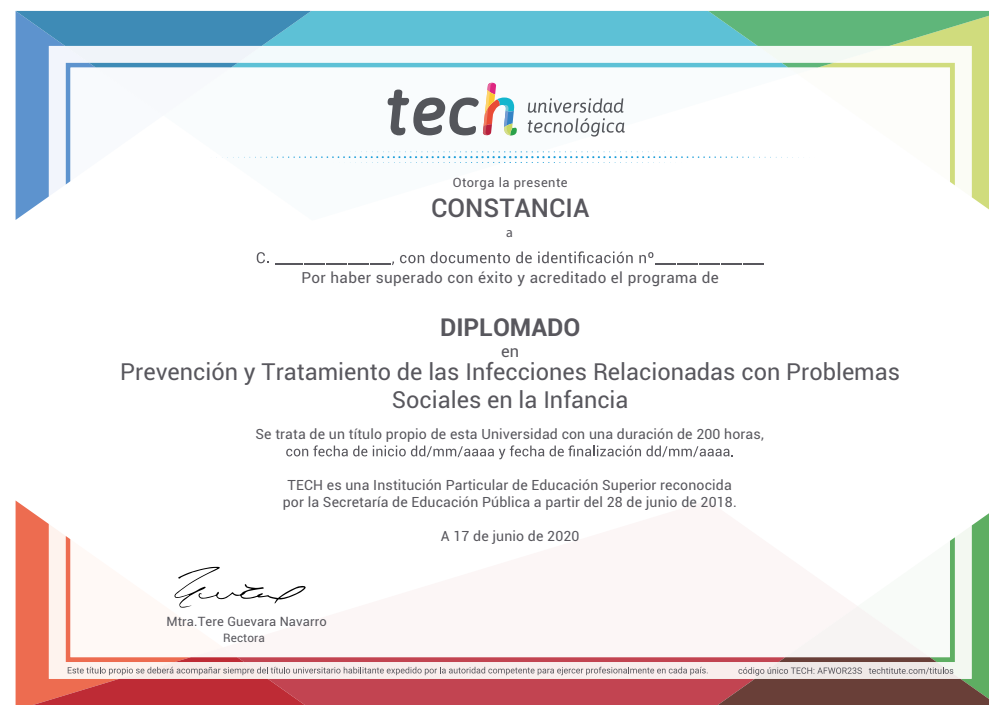 tech universidad
tecnológica
Otorga la presente
CONSTANCIA
a
C. ______________, con documento de identificación nº_____________
Por haber superado con éxito y acreditado el programa de
DIPLOMADO
en
Prevención y Tratamiento de las Infecciones Relacionadas con Problemas
Sociales en la Infancia
Se trata de un título propio de esta Universidad con una duración de 200 horas,
con fecha de inicio dd/mm/aaaa y fecha de finalización dd/mm/aaaa.
TECH es una Institución Particular de Educación Superior reconocida
por la Secretaría de Educación Pública a partir del 28 de junio de 2018.
A 17 de junio de 2020
Mtra.Tere Guevara Navarro
Rectora
Este título propio se deberá acompañar siempre del título universitario habilitante expedido por la autoridad competente para ejercer profesionalmente en cada país. código único TECH: AFWOR23S techtitute.com/titulos